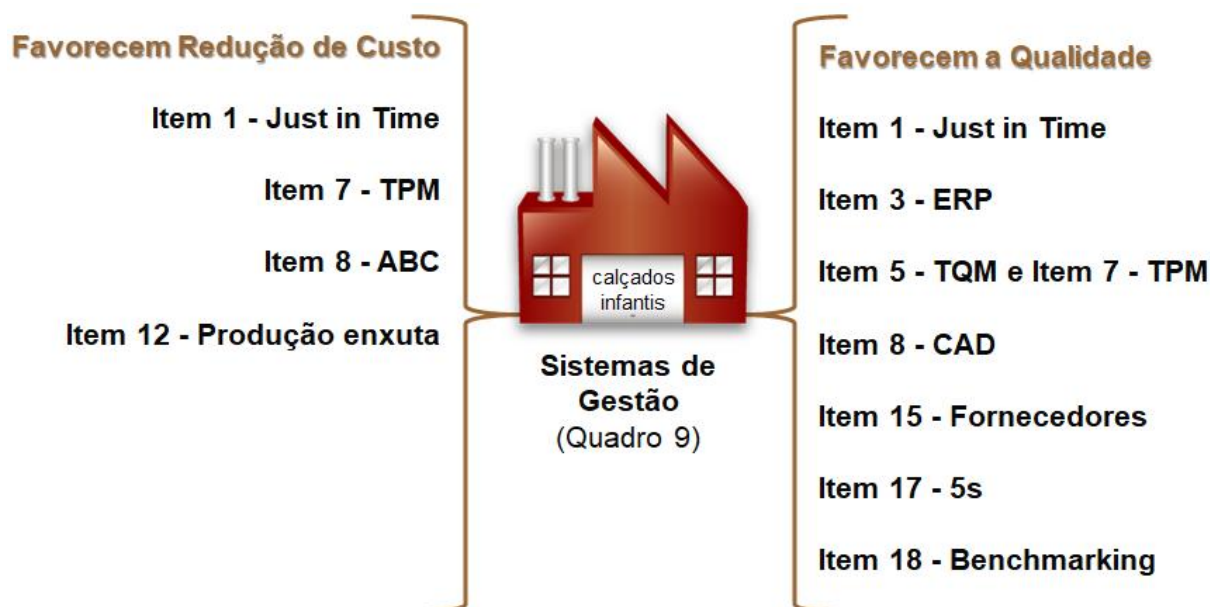 Favorecem Redução de Custo
Item 1 - Just in Time
Item 7 - TPM
Item 8 - ABC
Item 12 - Produção enxuta
calçados
infantis
Sistemas de
Gestão
(Quadro 9)
Favorecem a Qualidade
Item 1 - Just in Time
Item 3 - ERP
Item 5 - TQM e Item 7 - TPM
Item 8 - CAD
Item 15 - Fornecedores
Item 17 - 5s
Item 18 - Benchmarking